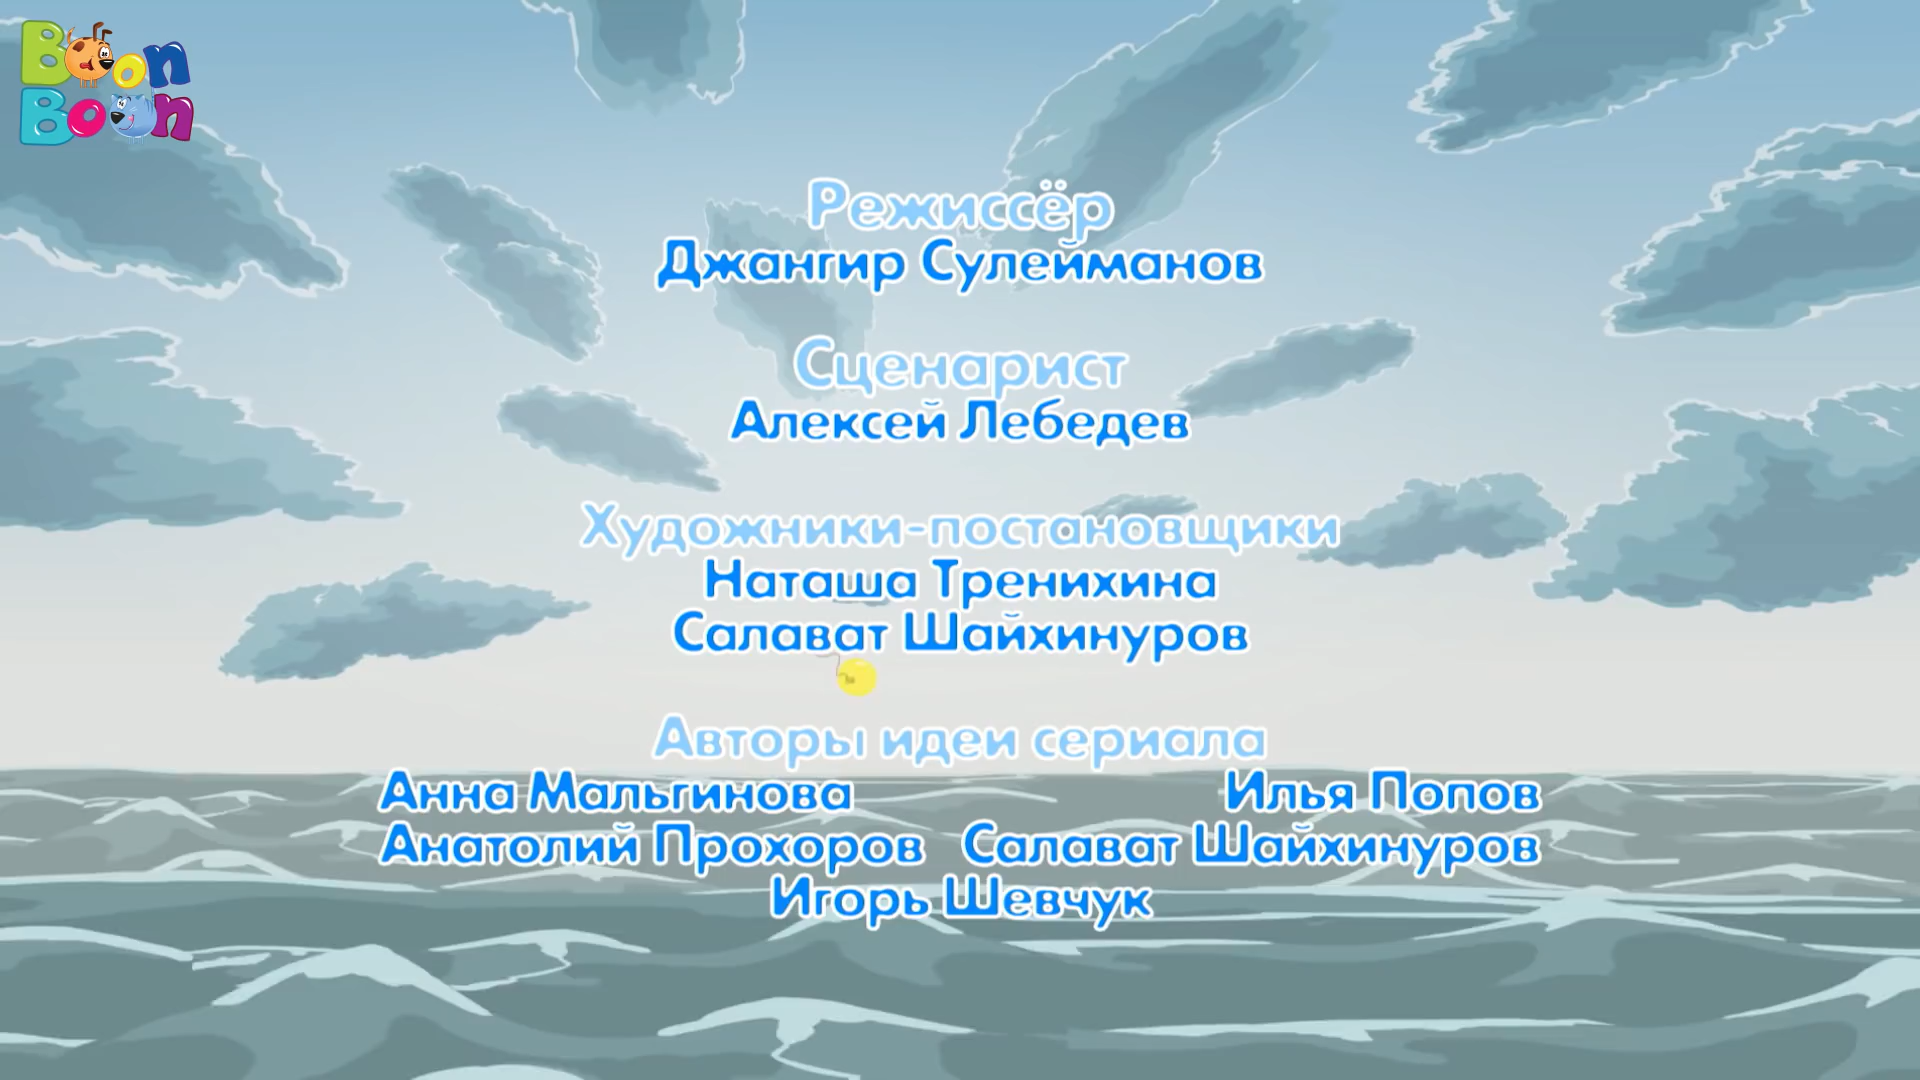 Boon
Boon
Режиссёр
Джангир Сулейманов
Сценарист
Алексей Лебедев
Художники-постановщики
Наташа Тренихина
Салават Шайхинуров
Авторы идеи сериала
Анна Мальгинова Илья Попов
Анатолий Прохоров Салават Шайхинуров
Игорь Шевчук